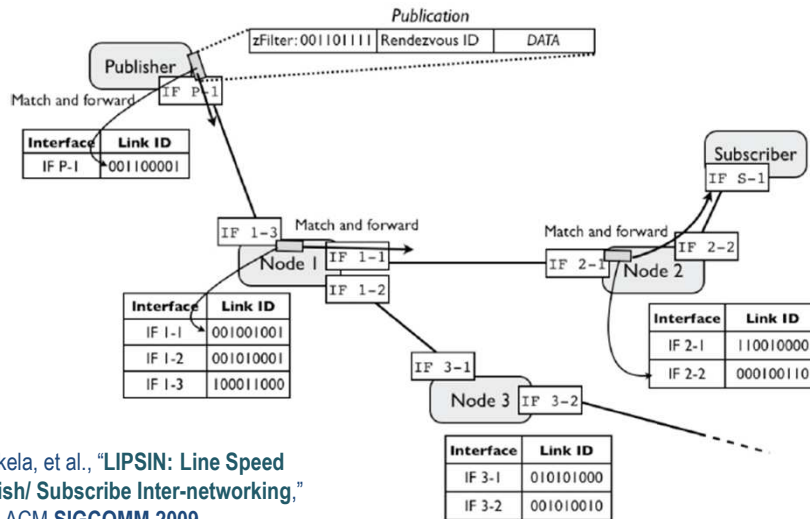 Publication
zFilter: 001101111 Rendezvous ID DATA
Publisher
IF P-1
Match and forward
Interface Link ID
IF P-1 001100001
Subscriber
IF S-1
IF 1-3
Match and forward
Node 1
IF 1-1
IF 1-2
Match and forward
IF 2-1
IF 2-2
Node 2
Interface Link ID
IF 1-1 001001001
IF 1-2 001010001
IF 1-3 100011000
Interface Link ID
IF 2-1 110010000
IF 2-2 000100110
IF 3-1
Node 3
IF 3-2
Interface Link ID
IF 3-1 010101000
IF 3-2 001010010
kela, et al., “LIPSIN: Line Speed
ish/ Subscribe Inter-networking,”
ACM SIGCOMM 2009